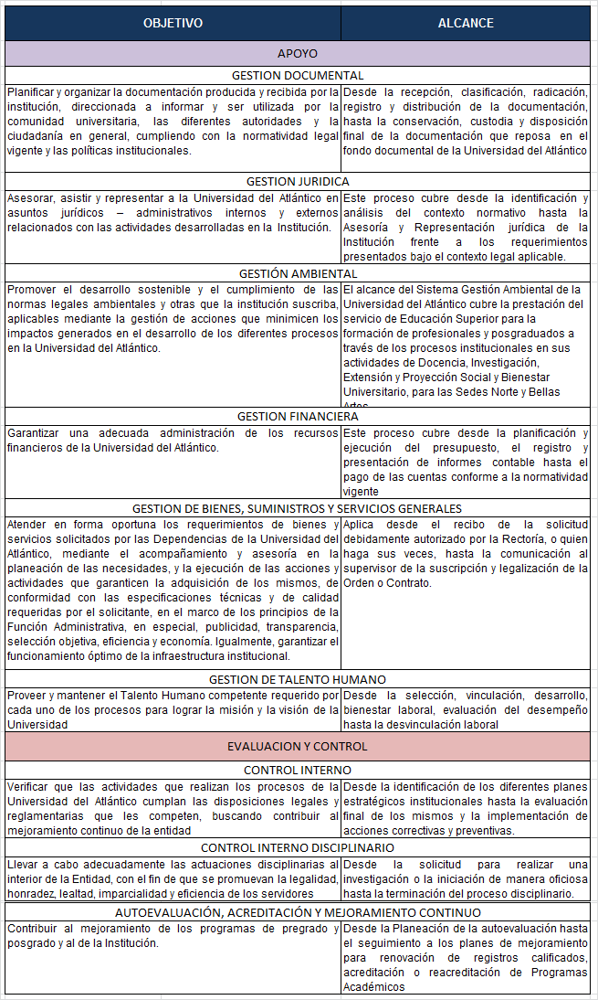 OBJETIVO
ALCANCE
APOYO
GESTION DOCUMENTAL
Planificar y organizar la documentación producida y recibida por la
institución, direccionada a informar y ser utilizada por la
comunidad universitaria, las diferentes autoridades y la
ciudadanía en general, cumpliendo con la normatividad legal
vigente y las políticas institucionales.
Desde la recepción, clasificación, radicación,
registro y distribución de la documentación,
hasta la conservación, custodia y disposición
final de la documentación que reposa en el
fondo documental de la Universidad del Atlántico
GESTION JURIDICA
Asesorar, asistir y representar a la Universidad del Atlántico en
asuntos jurídicos – administrativos internos y externos
relacionados con las actividades desarrolladas en la Institución.
Este proceso cubre desde la identificación y
análisis del contexto normativo hasta la
Asesoría y Representación jurídica de la
Institución frente a los requerimientos
presentados bajo el contexto legal aplicable.
GESTIÓN AMBIENTAL
Promover el desarrollo sostenible y el cumplimiento de las
normas legales ambientales y otras que la institución suscriba,
aplicables mediante la gestión de acciones que minimicen los
impactos generados en el desarrollo de los diferentes procesos
en la Universidad del Atlántico.
El alcance del Sistema Gestión Ambiental de la
Universidad del Atlántico cubre la prestación del
servicio de Educación Superior para la
formación de profesionales y posgraduados a
través de los procesos institucionales en sus
actividades de Docencia, Investigación,
Extensión y Proyección Social y Bienestar
Universitario, para las Sedes Norte y Bellas
Artes
GESTION FINANCIERA
Garantizar una adecuada administración de los recursos
financieros de la Universidad del Atlántico.
Este proceso cubre desde la planificación y
ejecución del presupuesto, el registro y
presentación de informes contable hasta el
pago de las cuentas conforme a la normatividad
vigente
GESTION DE BIENES, SUMINISTROS Y SERVICIOS GENERALES
Atender en forma oportuna los requerimientos de bienes y
servicios solicitados por las Dependencias de la Universidad del
Atlántico, mediante el acompañamiento y asesoría en la
planeación de las necesidades, y la ejecución de las acciones y
actividades que garanticen la adquisición de los mismos, de
conformidad con las especificaciones técnicas y de calidad
requeridas por el solicitante, en el marco de los principios de la
Función Administrativa, en especial, publicidad, transparencia,
selección objetiva, eficiencia y economía. Igualmente, garantizar el
funcionamiento óptimo de la infraestructura institucional.
Aplica desde el recibo de la solicitud
debidamente autorizado por la Rectoría, o quien
haga sus veces, hasta la comunicación al
supervisor de la suscripción y legalización de la
Orden o Contrato.
GESTION DE TALENTO HUMANO
Proveer y mantener el Talento Humano competente requerido por
cada uno de los procesos para lograr la misión y la visión de la
Universidad
Desde la selección, vinculación, desarrollo,
bienestar laboral, evaluación del desempeño
hasta la desvinculación laboral
EVALUACION Y CONTROL
CONTROL INTERNO
Verificar que las actividades que realizan los procesos de la
Universidad del Atlántico cumplan las disposiciones legales y
reglamentarias que les competen, buscando contribuir al
mejoramiento continuo de la entidad
Desde la identificación de los diferentes planes
estratégicos institucionales hasta la evaluación
final de los mismos y la implementación de
acciones correctivas y preventivas.
CONTROL INTERNO DISCIPLINARIO
Llevar a cabo adecuadamente las actuaciones disciplinarias al
interior de la Entidad, con el fin de que se promuevan la legalidad,
honradez, lealtad, imparcialidad y eficiencia de los servidores
Desde la solicitud para realizar una
investigación o la iniciación de manera oficiosa
hasta la terminación del proceso disciplinario.
AUTOEVALUACIÓN, ACREDITACIÓN Y MEJORAMIENTO CONTINUO
Contribuir al mejoramiento de los programas de pregrado y
posgrado y al de la Institución.
Desde la Planeación de la autoevaluación hasta
el seguimiento a los planes de mejoramiento
para renovación de registros calificados,
acreditación o reacreditación de Programas
Académicos